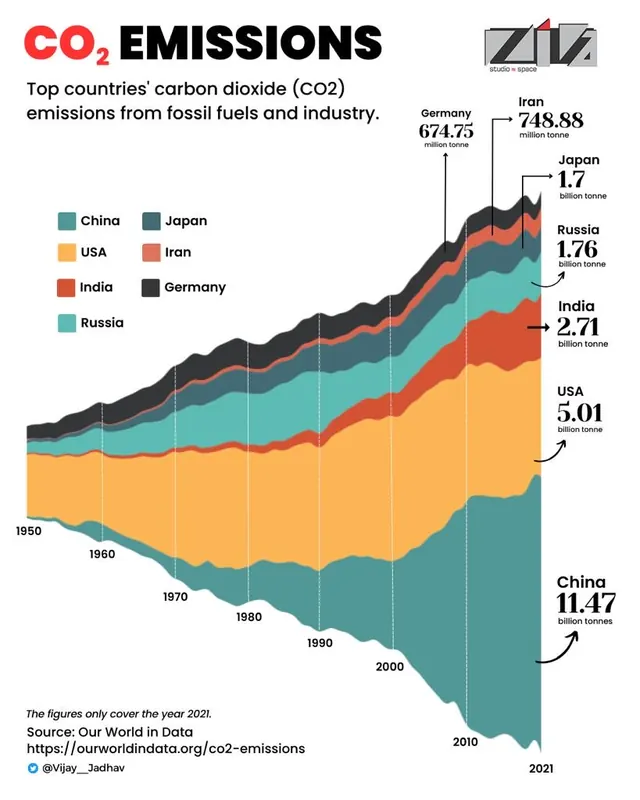 CO2 EMISSIONS
Top countries' carbon dioxide (CO2)
emissions from fossil fuels and industry.
ZIVA
studio space
China
USA
India
Russia
Japan
Iran
Germany
Germany
674.75
million tonne
Iran
748.88
million tonne
Japan
1.7
billion tonne
Russia
1.76
billion tonne
India
2.71
billion tonne
USA
5.01
billion tonne
China
11.47
billion tonnes
1950
1960
1970
1980
1990
2000
2010
2021
The figures only cover the year 2021.
Source: Our World in Data
https://ourworldindata.org/co2-emissions
@Vijay__Jadhav